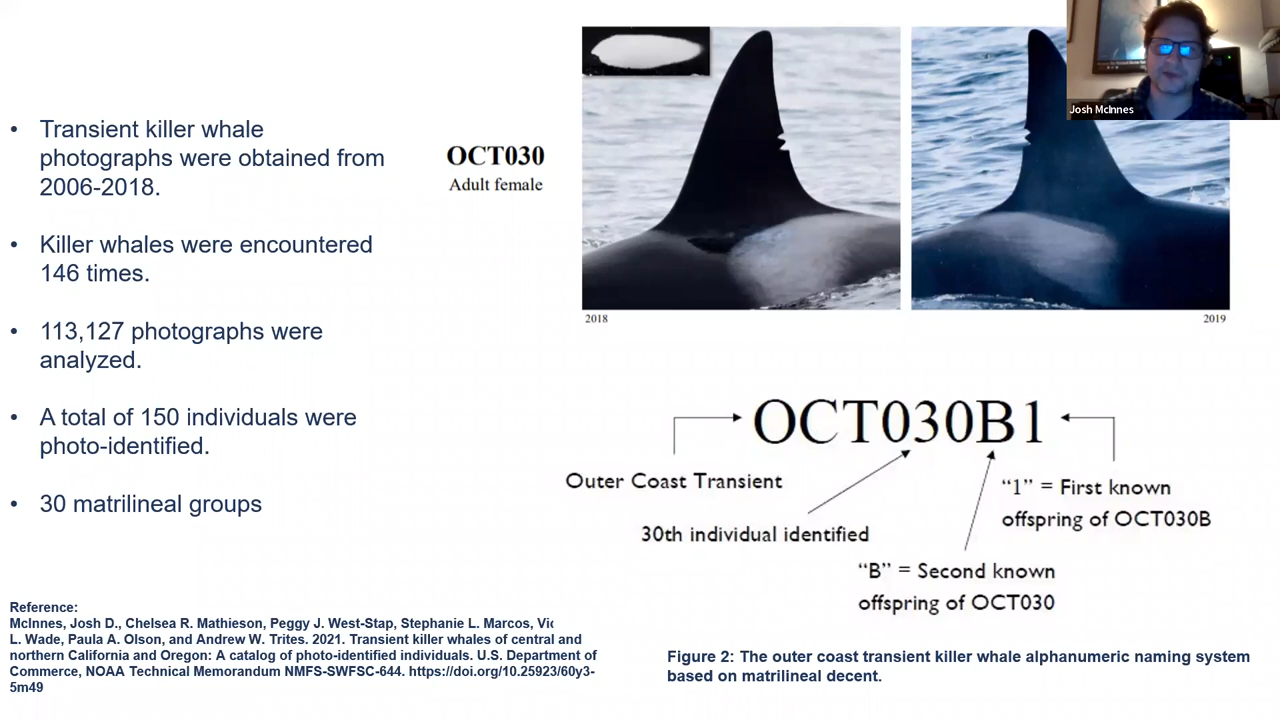 • Transient killer whale
photographs were obtained from
2006-2018.
• Killer whales were encountered
146 times.
• 113,127 photographs were
analyzed.
• A total of 150 individuals were
photo-identified.
• 30 matrilineal groups
Reference:
McInnes, Josh D., Chelsea R. Mathieson, Peggy J. West-Stap, Stephanie L. Marcos,
L. Wade, Paula A. Olson, and Andrew W. Trites. 2021. Transient killer whales of central and
northern California and Oregon: A catalog of photo-identified individuals. U.S. Department of
Commerce, NOAA Technical Memorandum NMFS-SWFSC-644. https://doi.org/10.25923/60y3-
5m49
OCT030
Adult female
2018
2019
Josh McInnes
OCT030B1
Outer Coast Transient
30th individual identified
"B" = Second known
offspring of OCT030
"1" = First known
offspring of OCT030B
Figure 2: The outer coast transient killer whale alphanumeric naming system
based on matrilineal decent.